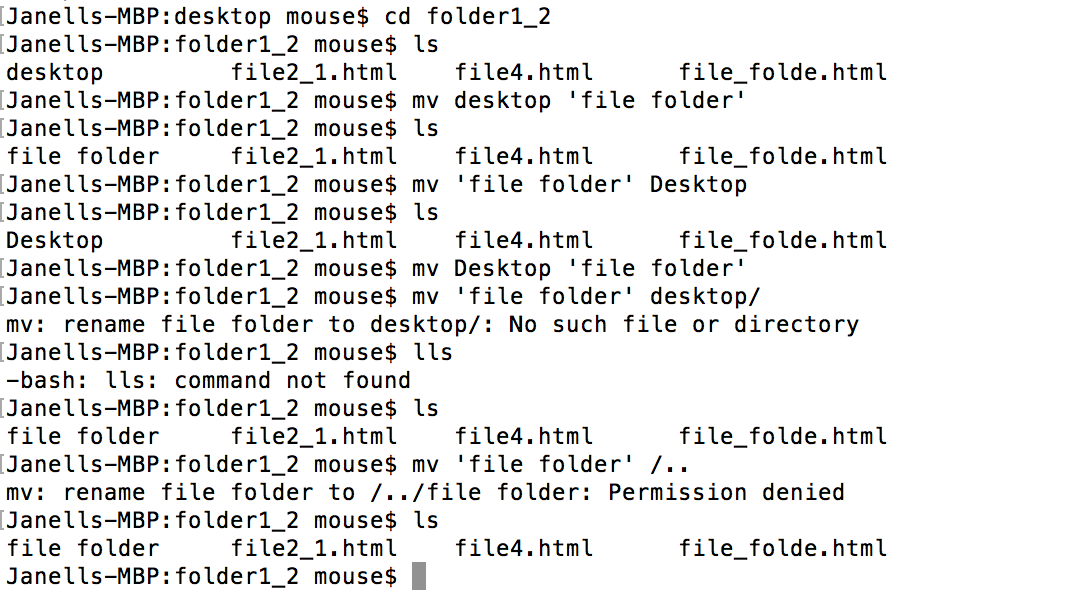 [Janells-MBP:desktop mouse$ cd folder1_2
[Janells-MBP:folder1_2 mouse$ ls
desktop file2_1.html file4.html file_folde.html
[Janells-MBP:folder1_2 mouse$ mv desktop 'file folder'
[Janells-MBP:folder1_2 mouse$ ls
file folder file2_1.html file4.html file_folde.html
[Janells-MBP:folder1_2 mouse$ mv 'file folder' Desktop
[Janells-MBP:folder1_2 mouse$ ls
Desktop file2_1.html file4.html file_folde.html
[Janells-MBP:folder1_2 mouse$ mv Desktop 'file folder'
[Janells-MBP:folder1_2 mouse$ mv 'file folder' desktop/
mv: rename file folder to desktop/: No such file or directory
[Janells-MBP:folder1_2 mouse$ lls
-bash: lls: command not found
[Janells-MBP:folder1_2 mouse$ ls
file folder file2_1.html file4.html file_folde.html
[Janells-MBP:folder1_2 mouse$ mv 'file folder' /..
mv: rename file folder to /../file folder: Permission denied
[Janells-MBP:folder1_2 mouse$ ls
file folder file2_1.html file4.html file_folde.html
Janells-MBP:folder1_2 mouse$